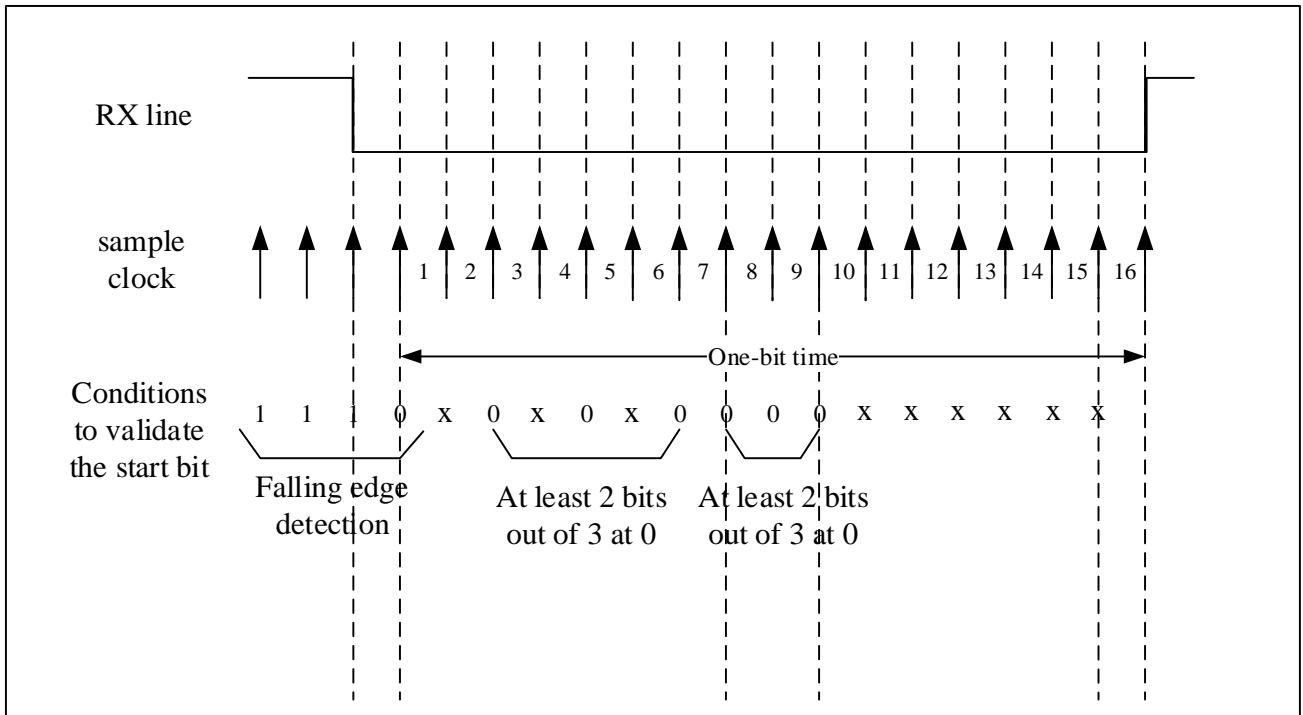 RX line
sample
clock
1 2 3 4 5 6 7 8 9 10 11 12 13 14 15 16
One-bit time
Conditions
to validate
the start bit
1 1 1 0 x 0 x 0 x 0 0 0 0 x x x x x x
Falling edge
detection
At least 2 bits
out of 3 at 0
At least 2 bits
out of 3 at 0